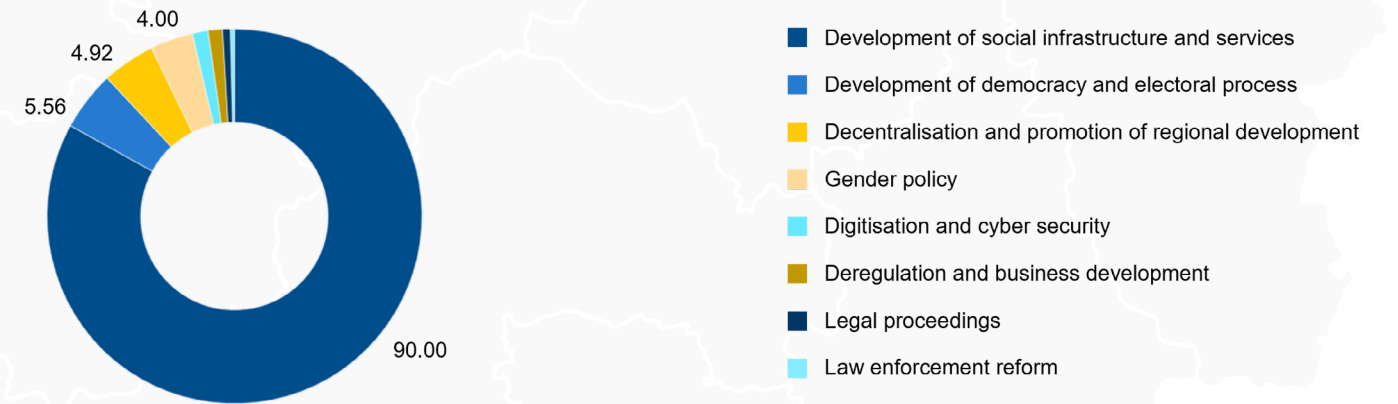 4.00
4.92
5.56
90.00
Development of social infrastructure and services
Development of democracy and electoral process
Decentralisation and promotion of regional development
Gender policy
Digitisation and cyber security
Deregulation and business development
Legal proceedings
Law enforcement reform